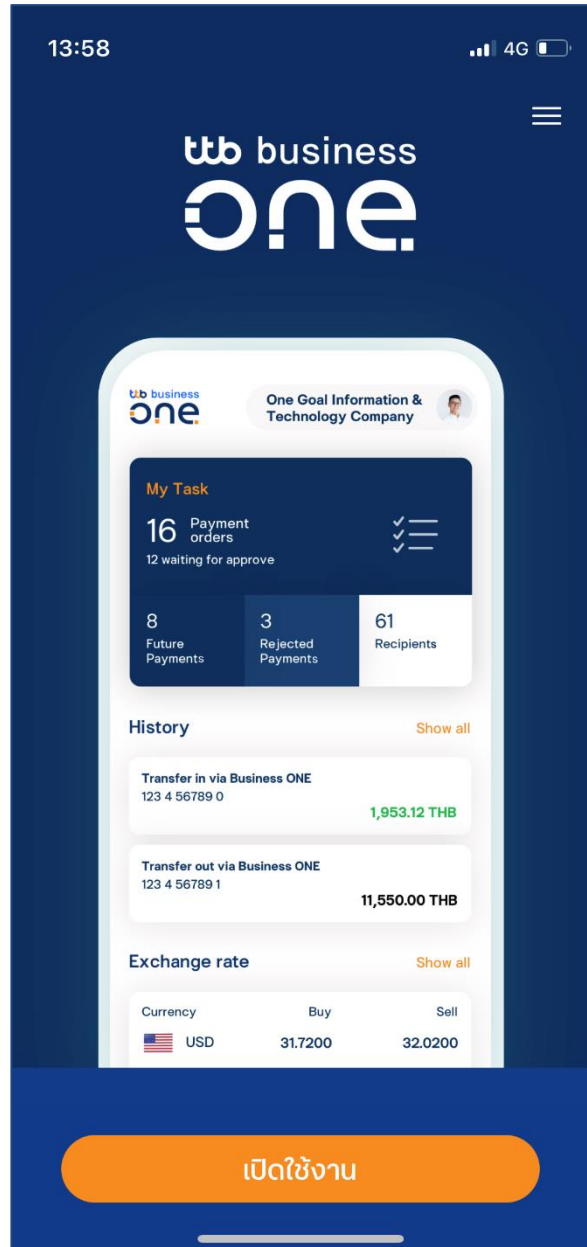 13:58
4G
ttb business
one
ttb business
one
One Goal Information &
Technology Company
My Task
16 Payment
orders
12 waiting for approve
8
Future
Payments
3
Rejected
Payments
61
Recipients
History
Show all
Transfer in via Business ONE
123 4 56789 0
1,953.12 THB
Transfer out via Business ONE
123 4 56789 1
11,550.00 THB
Exchange rate
Show all
Currency Buy Sell
USD 31.7200 32.0200
เปิดใช้งาน